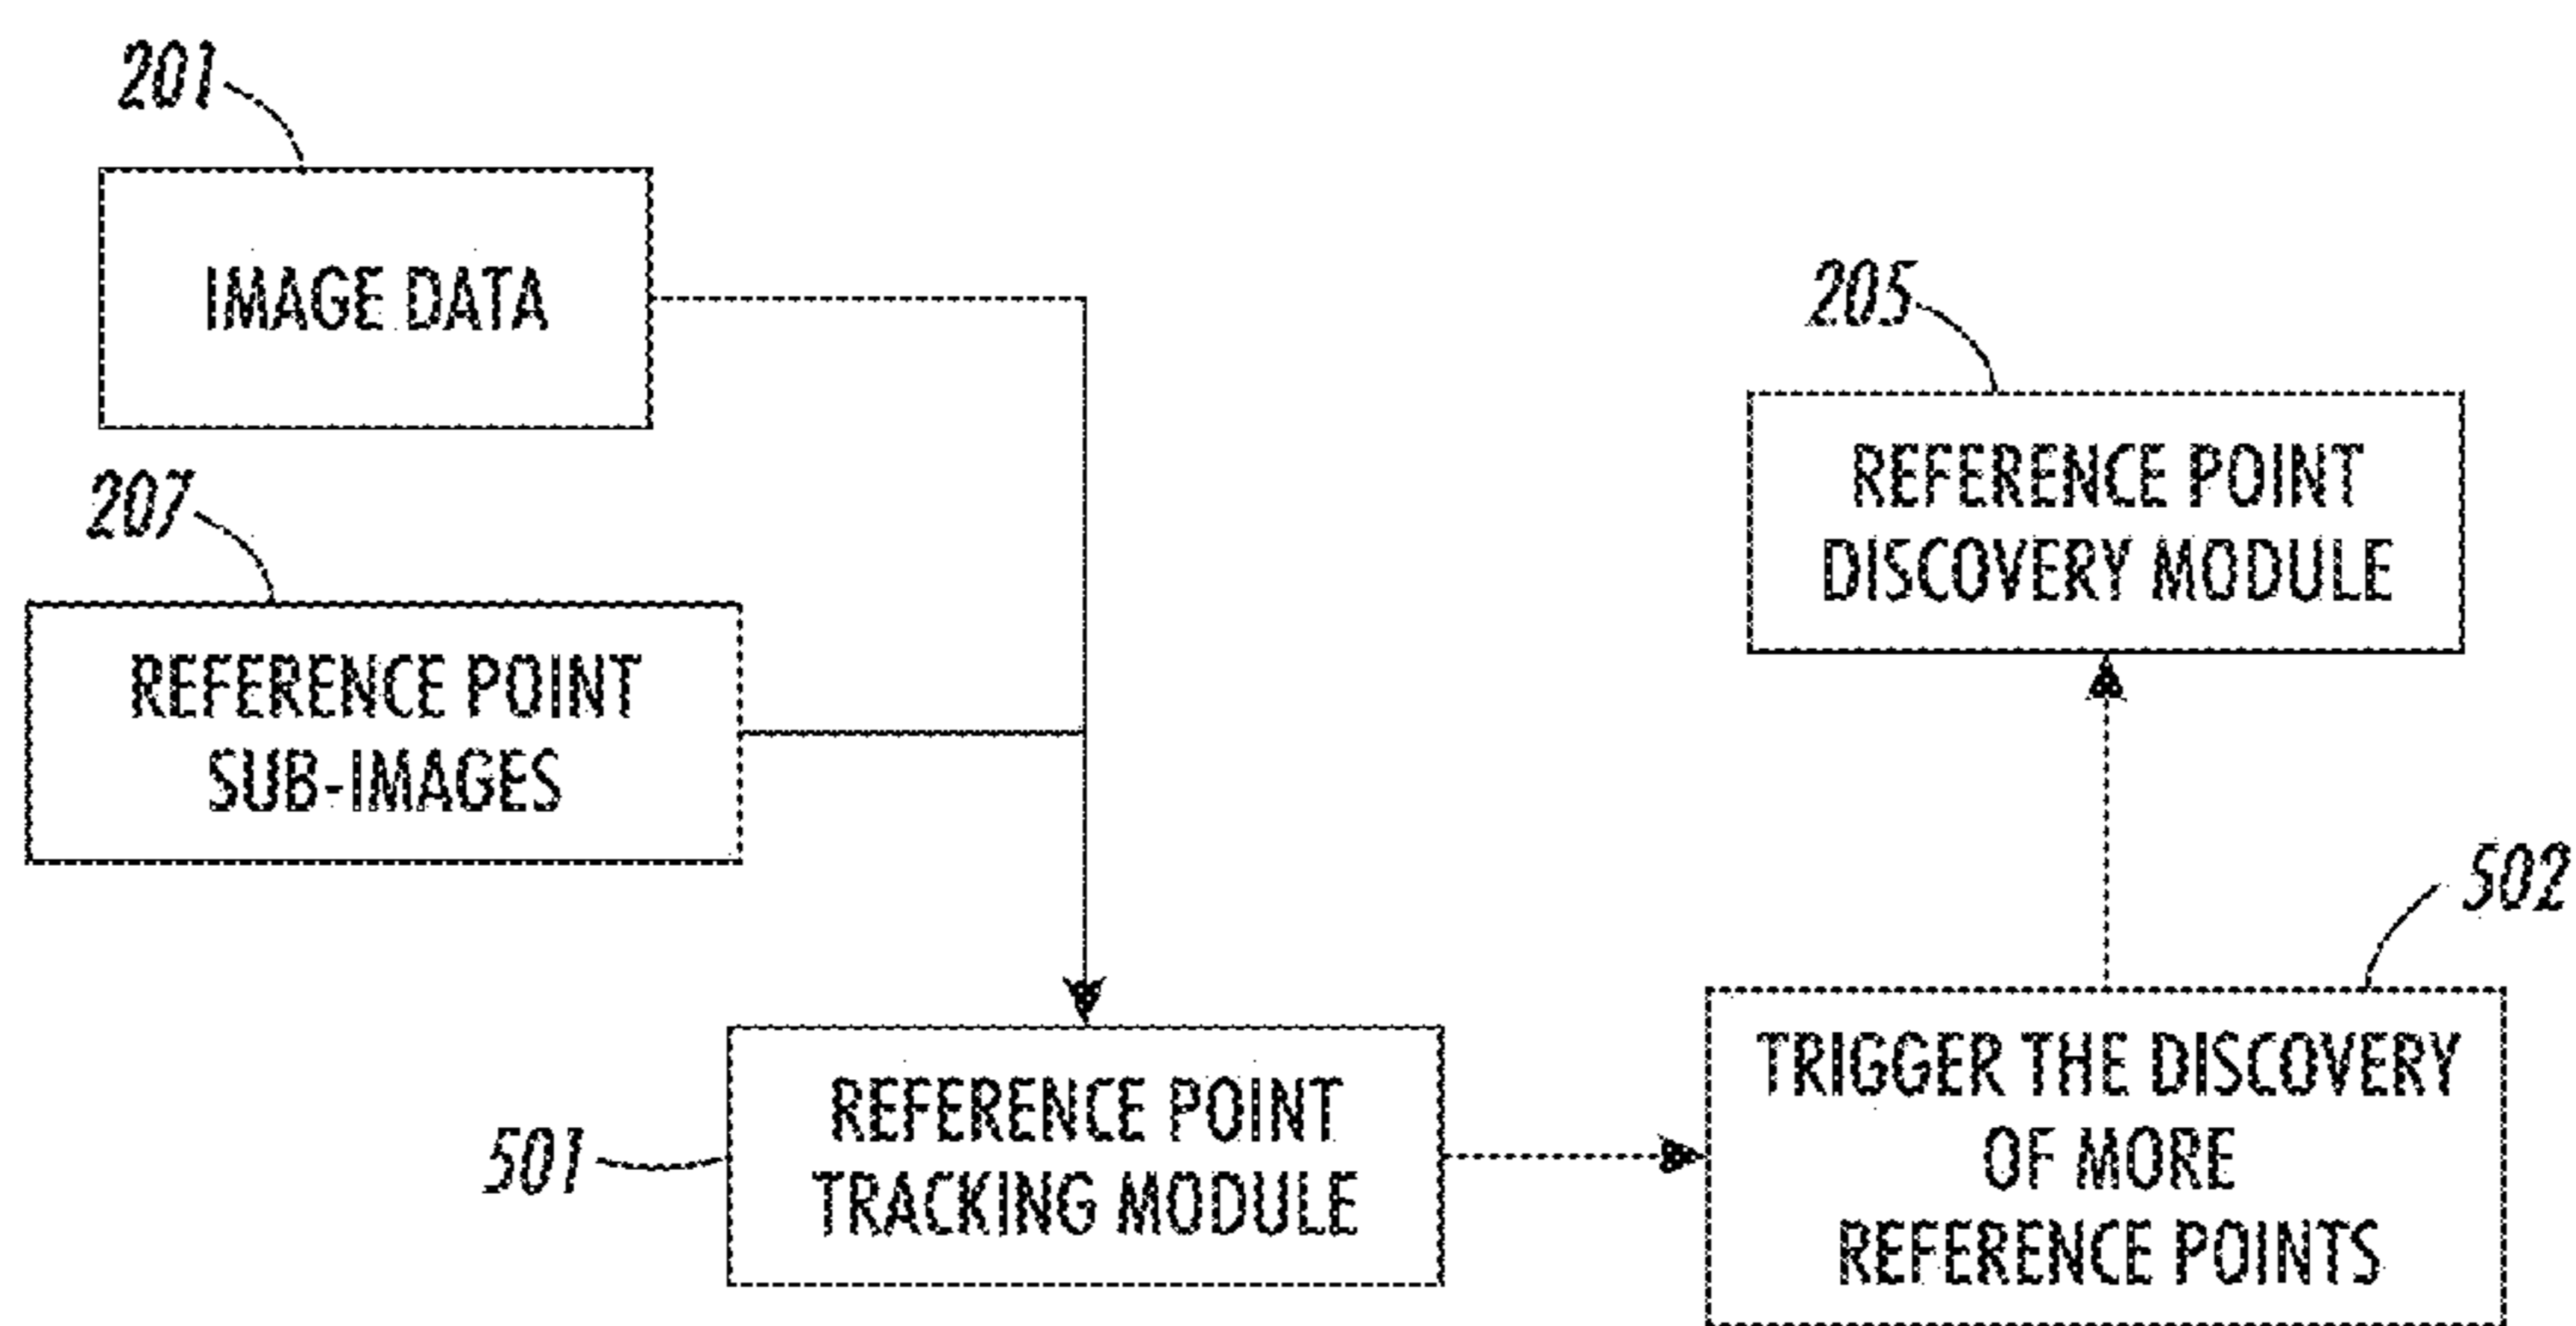 201
IMAGE DATA
207
REFERENCE POINT
SUB-IMAGES
205
REFERENCE POINT
DISCOVERY MODULE
501
REFERENCE POINT
TRACKING MODULE
502
TRIGGER THE DISCOVERY
OF MORE
REFERENCE POINTS